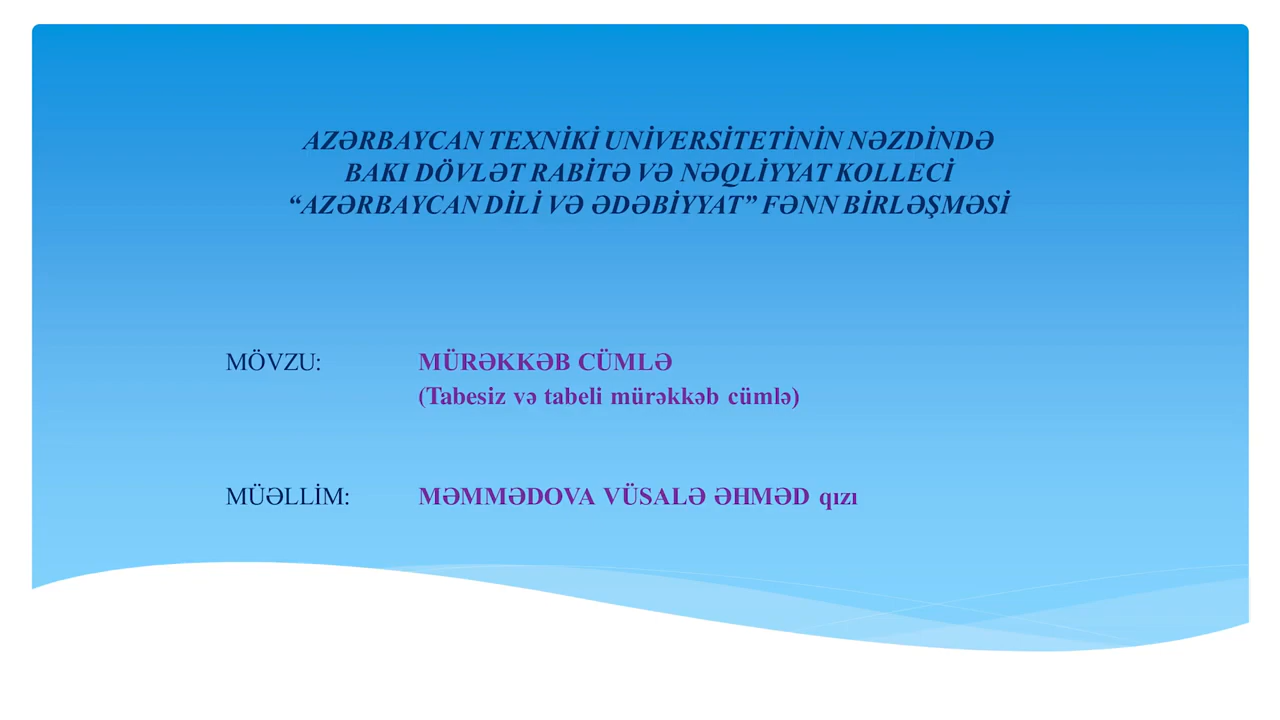 AZƏRBAYCAN TEXNİKİ UNİVERSİTETİNİN NƏZDİNDƏ
BAKI DÖVLƏT RABİTƏ VƏ NƏQLİYYAT KOLLECİ
“AZƏRBAYCAN DİLİ VƏ ƏDƏBİYYAT” FƏNN BİRLƏŞMƏSİ
MÖVZU: MÜRƏKKƏB CÜMLƏ
(Tabesiz və tabeli mürəkkəb cümlə)
MÜƏLLİM: MƏMMƏDOVA VÜSALƏ ƏHMƏD qızı